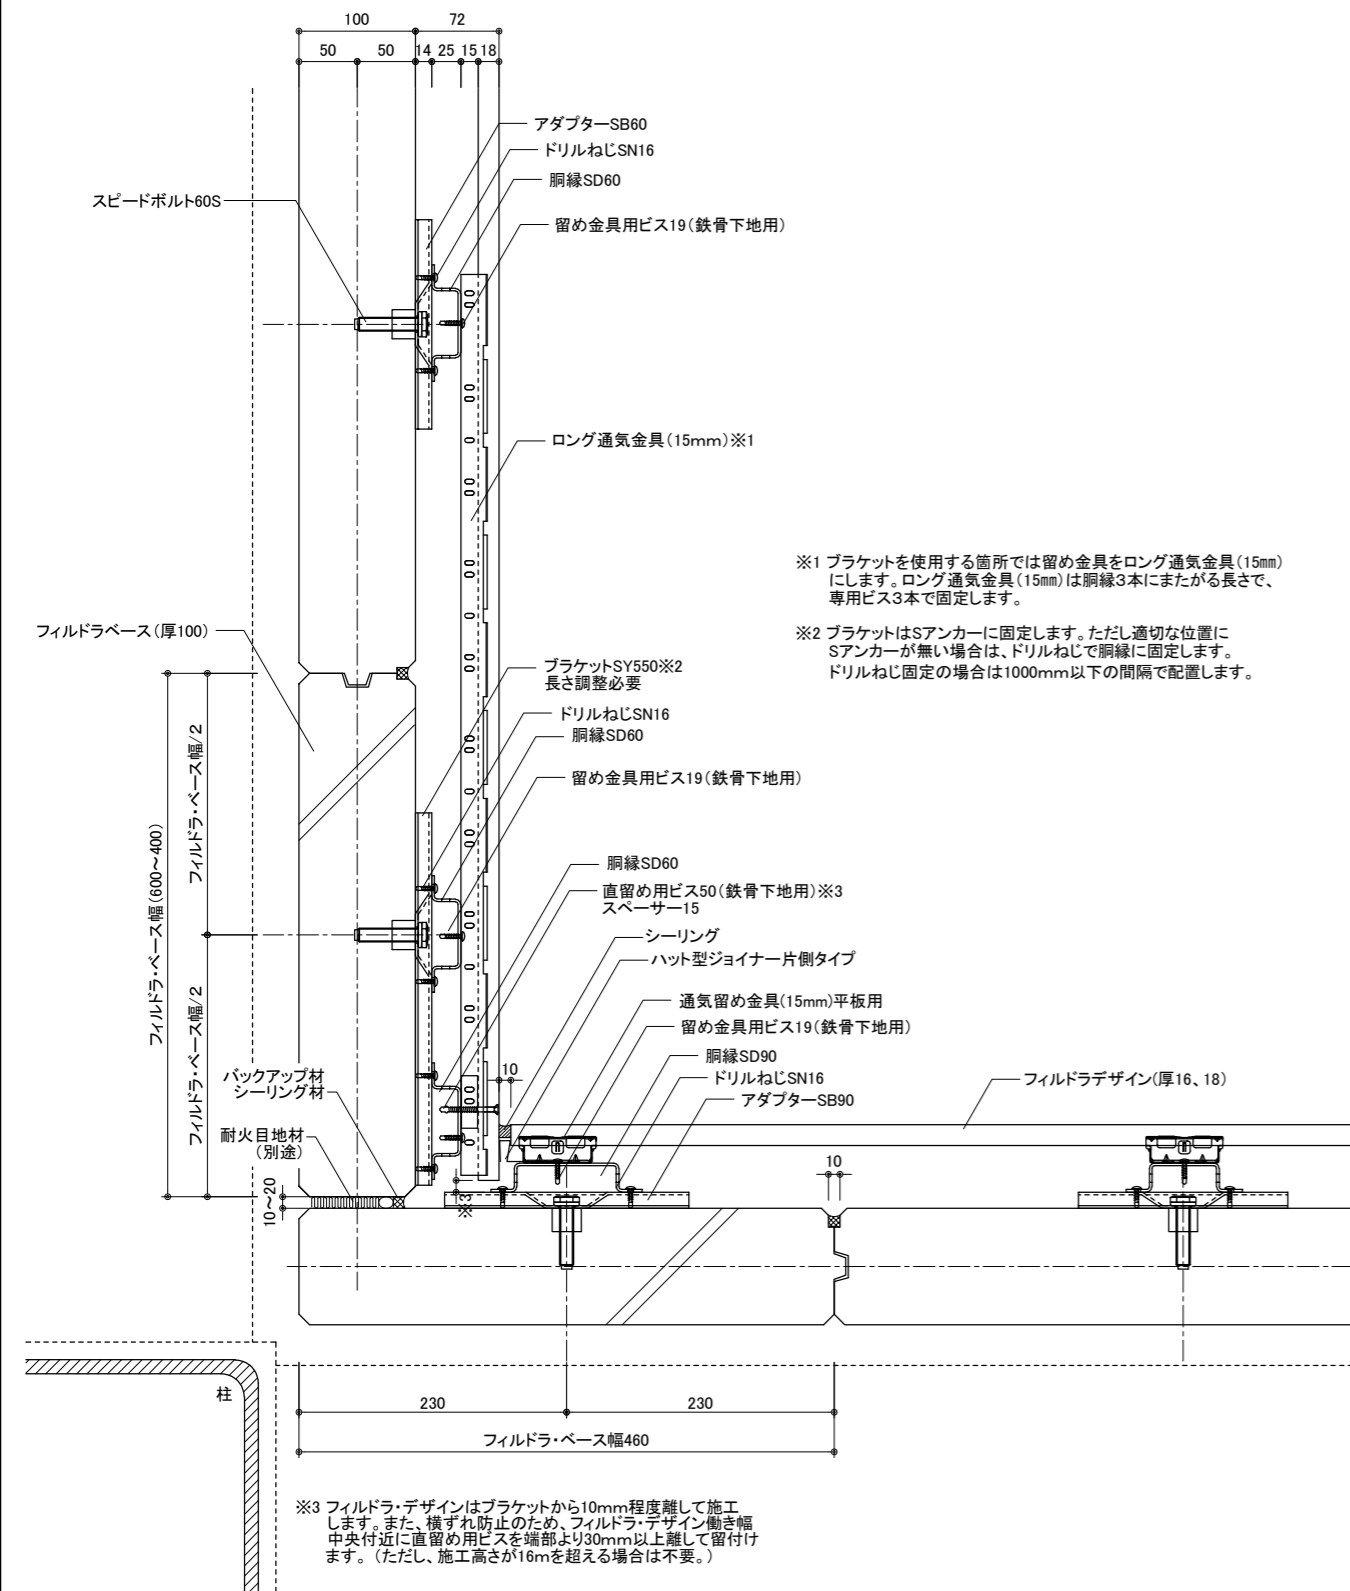 100
72
50
50
14
25
15
18
アダプターSB60
ドリルねじSN16
胴縁SD60
スピードボルト60S
留め金具用ビス19(鉄骨下地用)
ロング通気金具(15mm)※1
※1 ブラケットを使用する箇所では留め金具をロング通気金具(15㎜)
にします。ロング通気金具(15㎜)は胴縁3本にまたがる長さで、
専用ビス3本で固定します。
フィルドラベース(厚100)
※2 ブラケットはSアンカーに固定します。ただし適切な位置に
Sアンカーが無い場合は、ドリルねじで胴縁に固定します。
ドリルねじ固定の場合は1000mm以下の間隔で配置します。
ブラケットSY550※2
長さ調整必要
ドリルねじSN16
胴縁SD60
留め金具用ビス19(鉄骨下地用)
フィルドラ・ベース幅/2
フィルドラ・ベース幅(600~400)
フィルドラ・ベース幅/2
胴縁SD60
直留め用ビス50(鉄骨下地用)※3
スペーサー15
シーリング
ハット型ジョイナー片側タイプ
通気留め金具(15mm)平板用
留め金具用ビス19(鉄骨下地用)
胴縁SD90
ドリルねじSN16
アダプターSB90
フィルドラデザイン(厚16、18)
10
バックアップ材
シーリング材
耐火目地材
(別途)
10~20
※3
10
柱
230
230
フィルドラ・ベース幅460
※3 フィルドラ・デザインはブラケットから10mm程度離して施工
します。また、横ずれ防止のため、フィルドラ・デザイン働き幅
中央付近に直留め用ビスを端部より30mm以上離して留付け
ます。(ただし、施工高さが16mを超える場合は不要。)